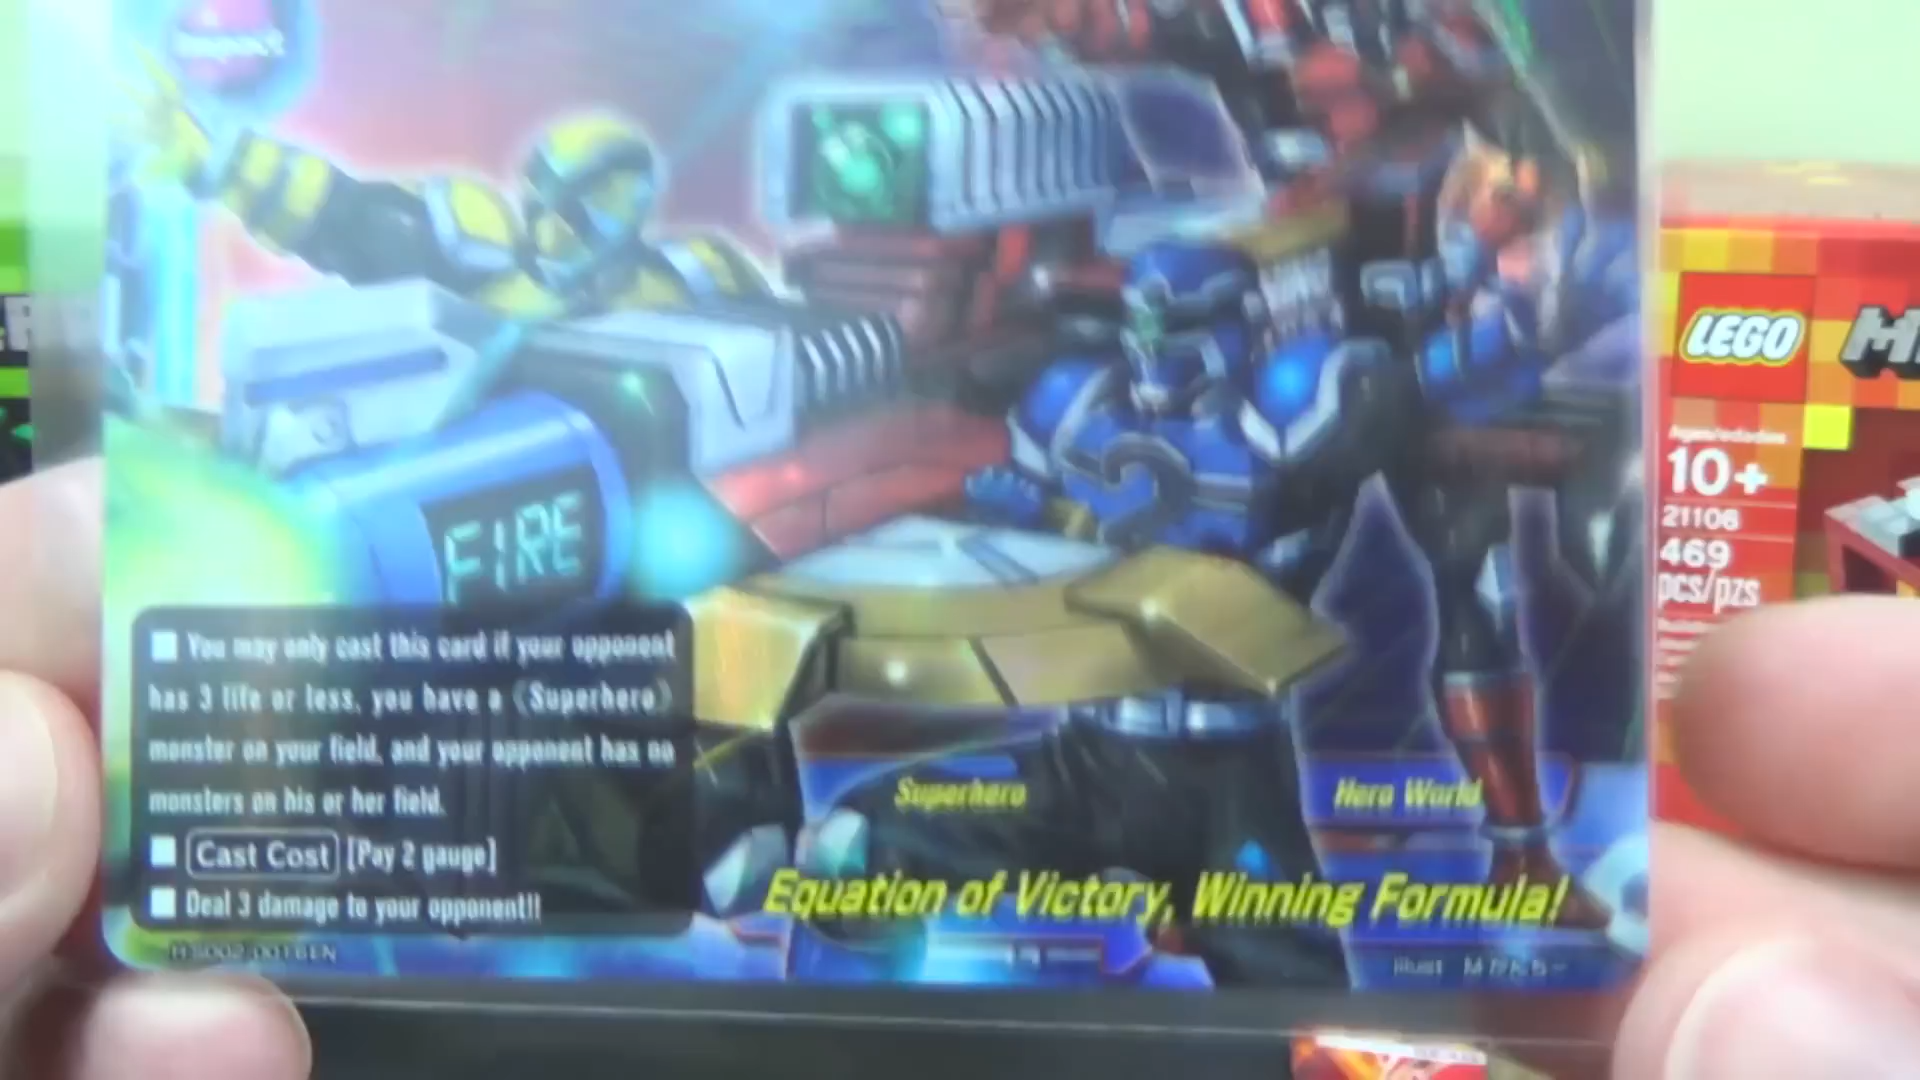 Impact
FIRE
You may only cast this card if your opponent
has 3 life or less, you have a 《Superhero》
monster on your field, and your opponent has no
monsters on his or her field.
Cast Cost [Pay 2 gauge]
Deal 3 damage to your opponent!!
Superhero
Hero World
Equation of Victory, Winning Formula!
Illust
LEGO
10+
21106
469
pcs/pzs